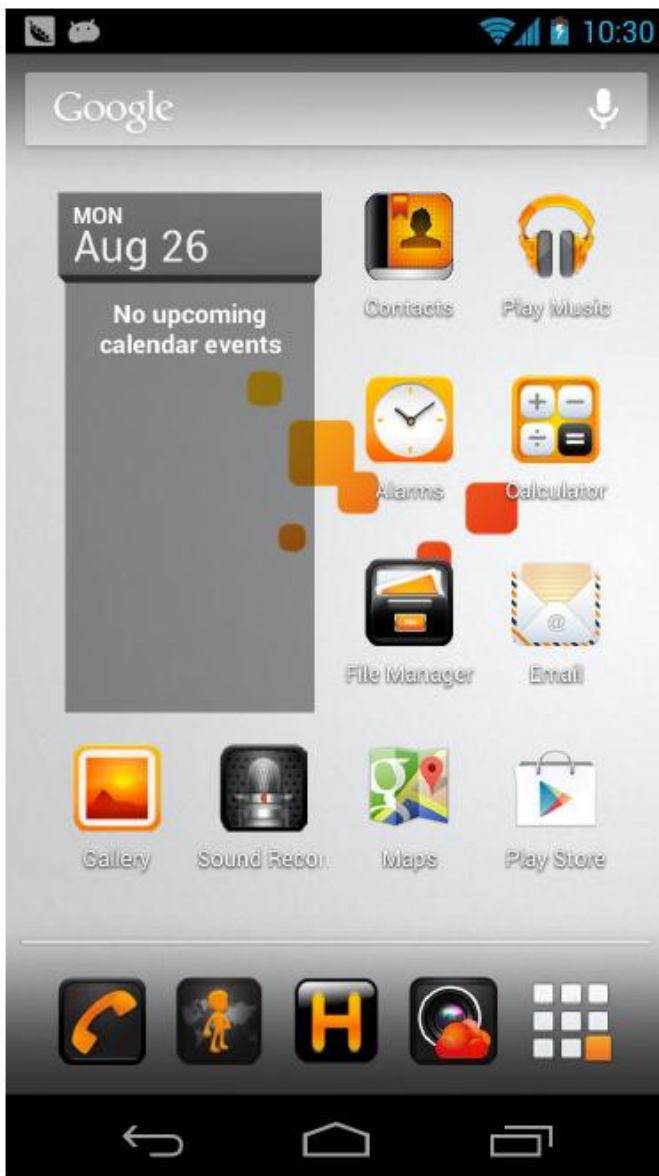 10:30
Google
MON
Aug 26
No upcoming
calendar events
Contacts
Play Music
Alarms
Calculator
File Manager
@
Email
g
Gallery
Sound Recor
Maps
Play Store
H